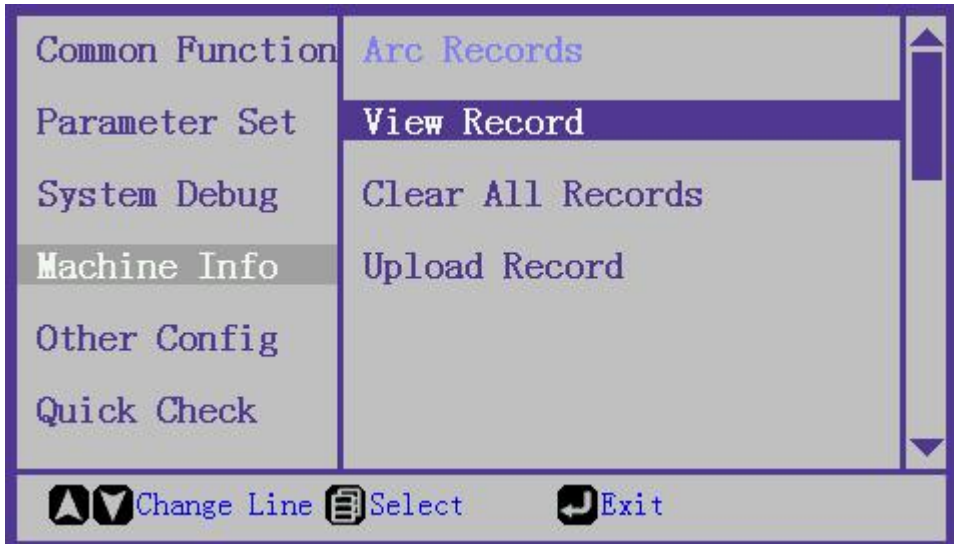 Common Function
Parameter Set
System Debug
Machine Info
Other Config
Quick Check
Arc Records
View Record
Clear All Records
Upload Record
Change Line Select Exit